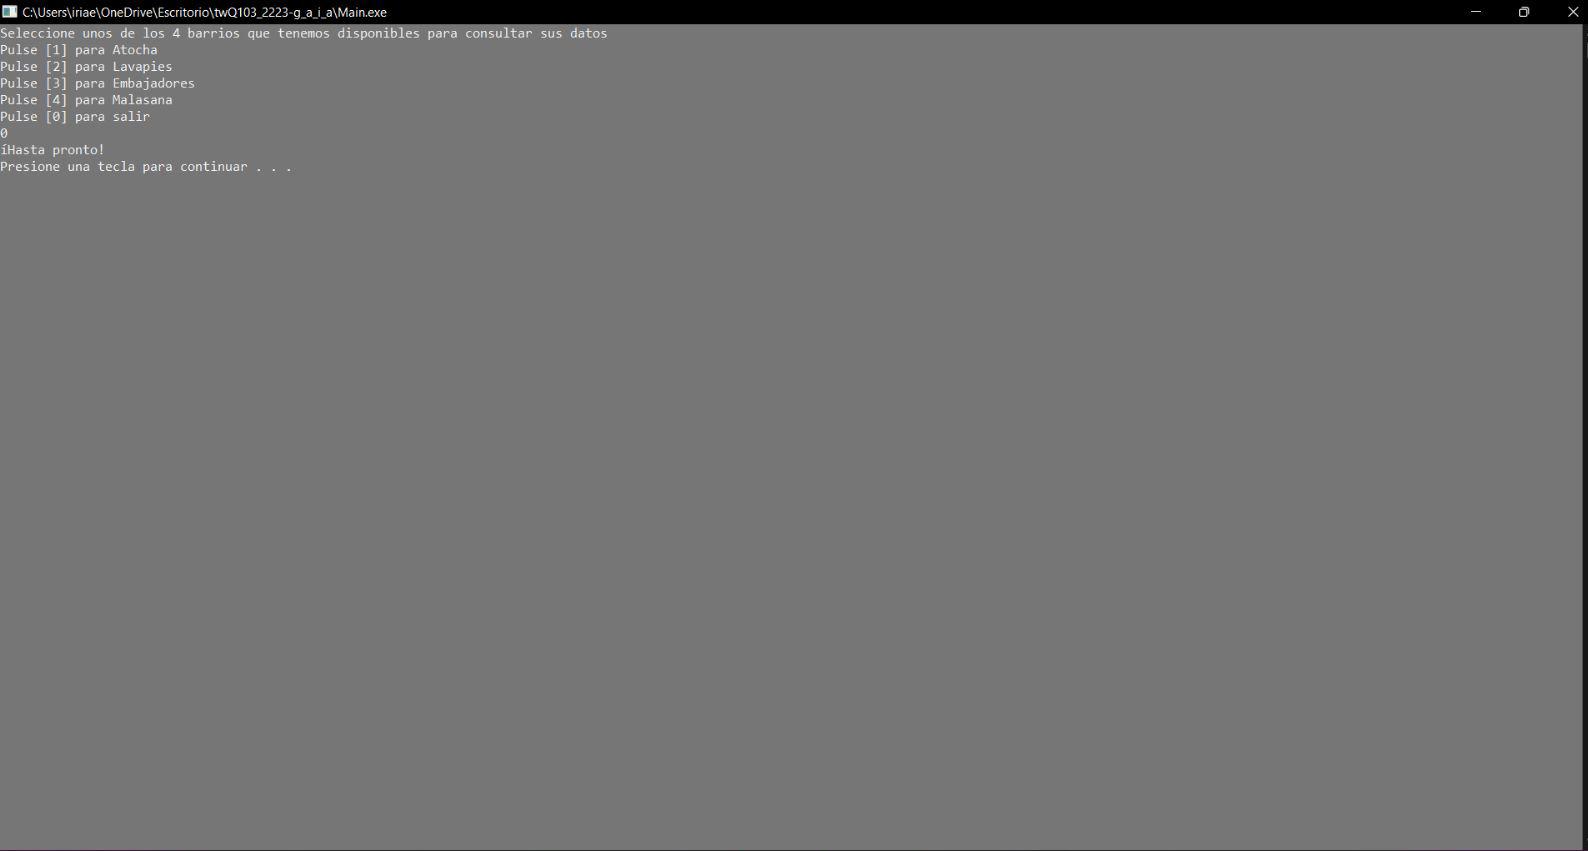 C:\Users\iriae\OneDrive\Escritorio\twQ103_2223-g_a_i_a\Main.exe
Seleccione unos de los 4 barrios que tenemos disponibles para consultar sus datos
Pulse [1] para Atocha
Pulse [2] para Lavapies
Pulse [3] para Embajadores
Pulse [4] para Malasana
Pulse [0] para salir
0
íHasta pronto!
Presione una tecla para continuar . . .